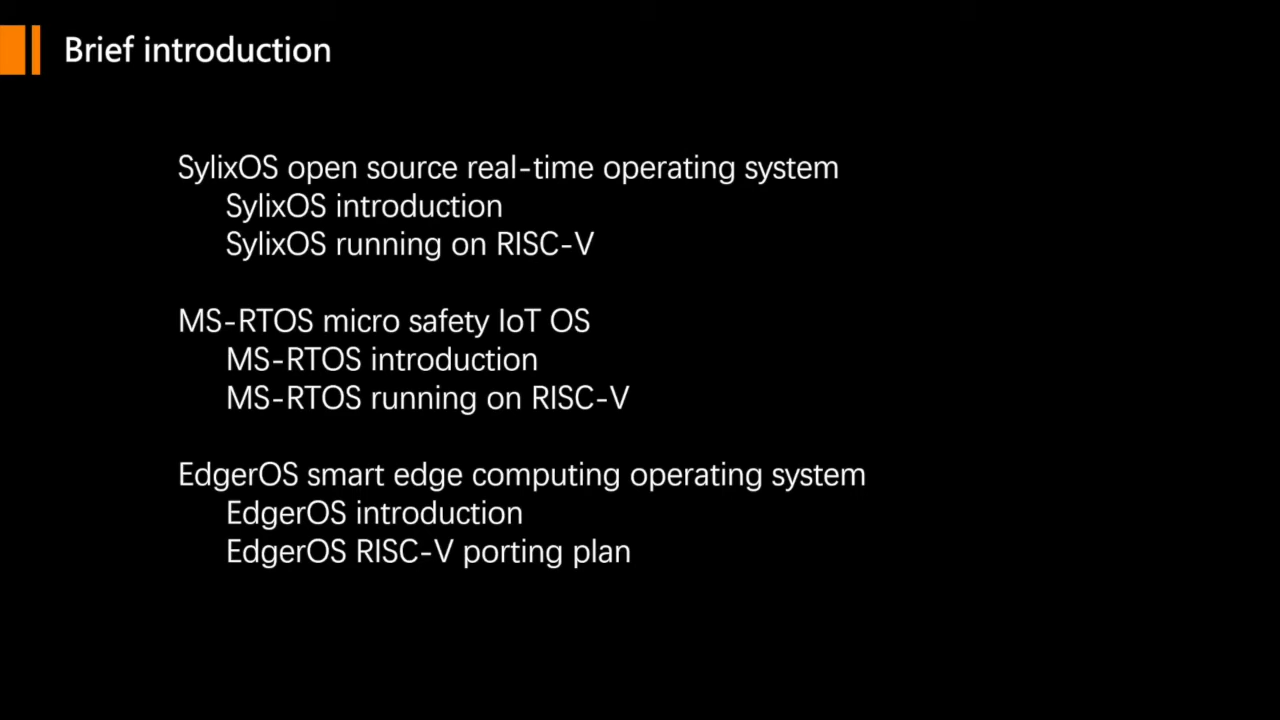 Brief introduction
SylixOS open source real-time operating system
SylixOS introduction
SylixOS running on RISC-V
MS-RTOS micro safety IoT OS
MS-RTOS introduction
MS-RTOS running on RISC-V
EdgerOS smart edge computing operating system
EdgerOS introduction
EdgerOS RISC-V porting plan